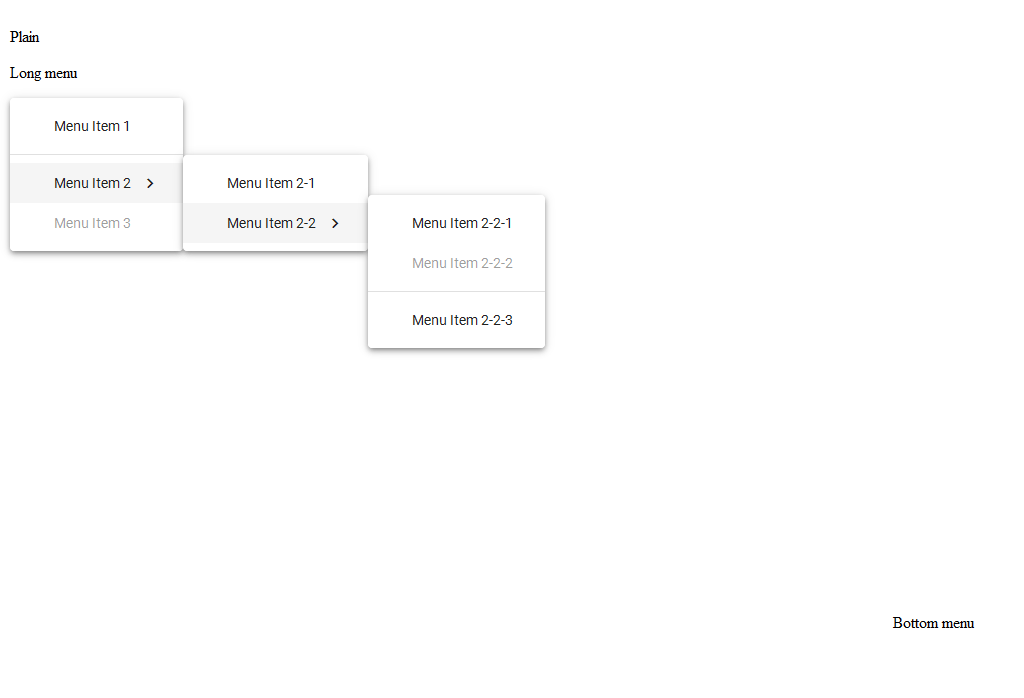 Plain
Long menu
Menu Item 1
Menu Item 2
Menu Item 3
Menu Item 2-1
Menu Item 2-2
Menu Item 2-2-1
Menu Item 2-2-2
Menu Item 2-2-3
Bottom menu